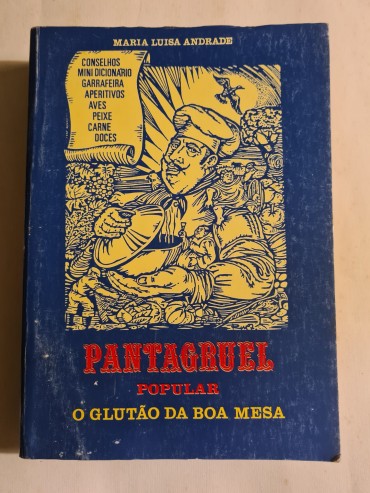 MARIA LUISA ANDRADE
CONSELHOS
MINI DICIONARIO
GARRAFEIRA
APERITIVOS
AVES
PEIXE
CARNE
DOCES
PANTAGRUEL
POPULAR
O GLUTÃO DA BOA MESA